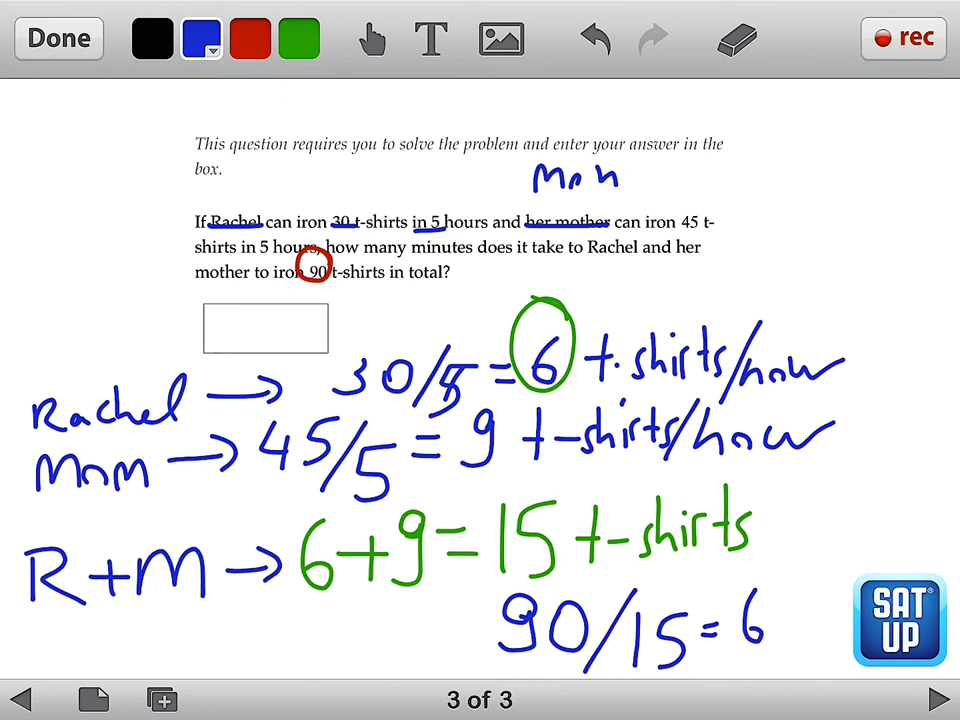 Done
rec
This question requires you to solve the problem and enter your answer in the
box.
Mom
If Rachel can iron 30 t-shirts in 5 hours and her mother can iron 45 t-
shirts in 5 hours, how many minutes does it take to Rachel and her
mother to iron 90 t-shirts in total?
Rachel → 30/5 = 6 t-shirts/hour
Mom → 45/5 = 9 t-shirts/hour
R+M → 6+9=15 t-shirts
90/15=6
SAT
UP
3 of 3